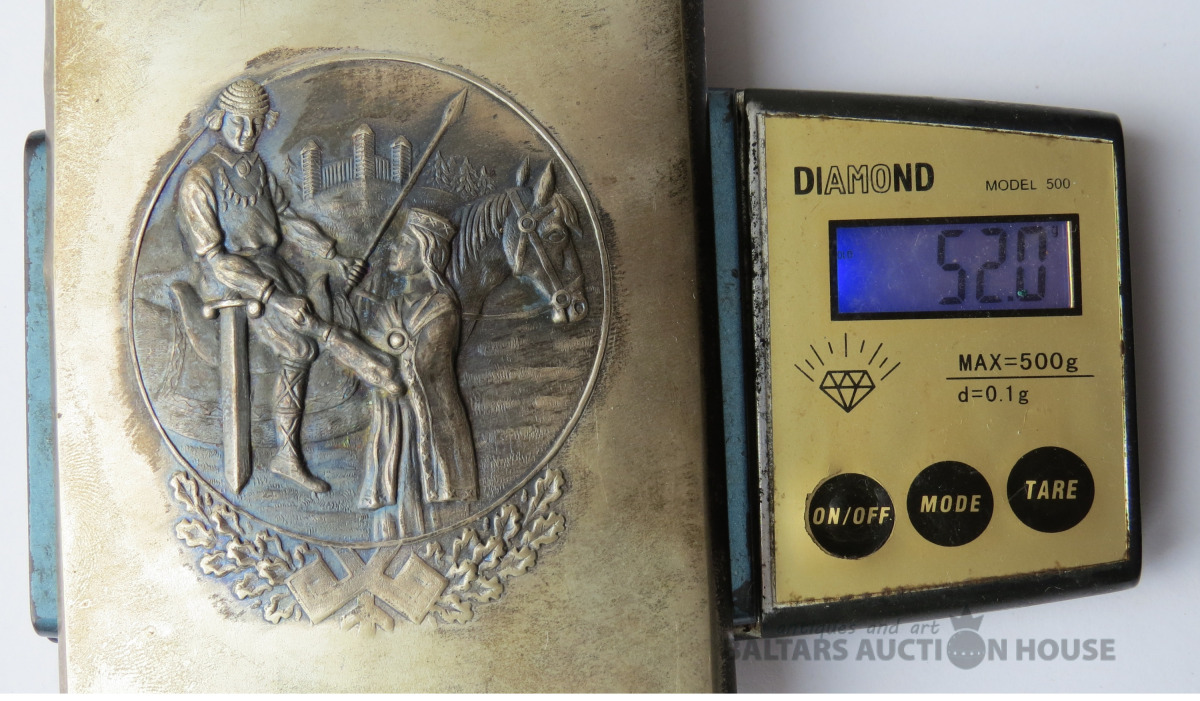 DIAMOND
MODEL 500
52.0
MAX=500g
d=0.1g
ON/OFF
MODE
TARE
antiques and art
BALTARS AUCTION HOUSE